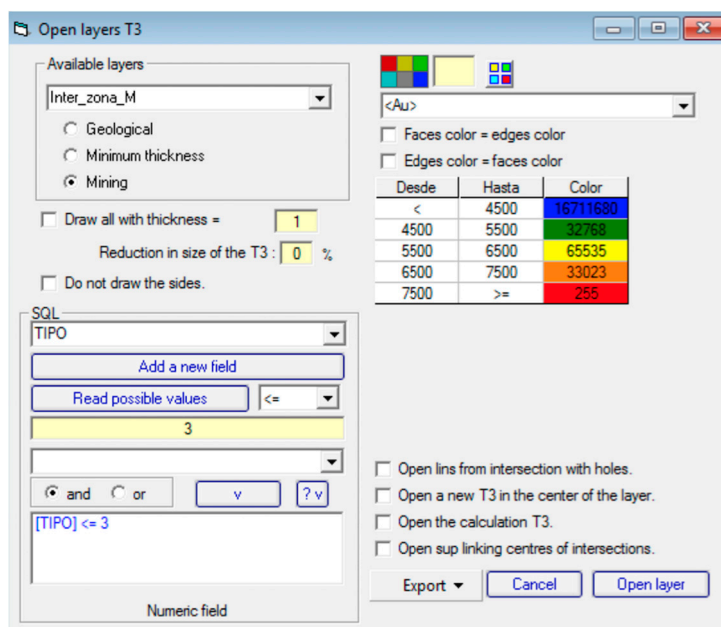 Open layers T3
Available layers
Inter_zona_M
Geological
Minimum thickness
Mining
Draw all with thickness = 1
Reduction in size of the T3 : 0 %
Do not draw the sides.
SQL
TIPO
Add a new field
Read possible values <=
3
and or v ? v
[TIPO] <= 3
Numeric field
<Au>
Faces color = edges color
Edges color = faces color
Desde Hasta Color
< 4500 16711680
4500 5500 32768
5500 6500 65535
6500 7500 33023
7500 >= 255
Open lins from intersection with holes.
Open a new T3 in the center of the layer.
Open the calculation T3.
Open sup linking centres of intersections.
Export Cancel Open layer